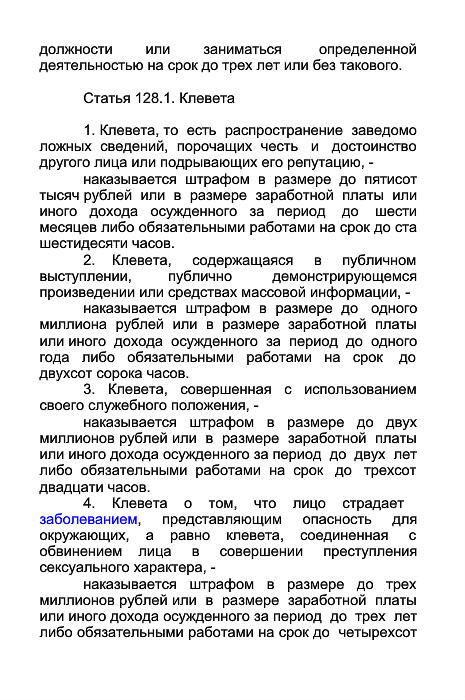 должности или заниматься определенной
деятельностью на срок до трех лет или без такового.
Статья 128.1. Клевета
1. Клевета, то есть распространение заведомо
ложных сведений, порочащих честь и достоинство
другого лица или подрывающих его репутацию, -
наказывается штрафом в размере до пятисот
тысяч рублей или в размере заработной платы или
иного дохода осужденного за период до шести
месяцев либо обязательными работами на срок до ста
шестидесяти часов.
2. Клевета, содержащаяся в публичном
выступлении, публично демонстрирующемся
произведении или средствах массовой информации, -
наказывается штрафом в размере до одного
миллиона рублей или в размере заработной платы
или иного дохода осужденного за период до одного
года либо обязательными работами на срок до
двухсот сорока часов.
3. Клевета, совершенная с использованием
своего служебного положения, -
наказывается штрафом в размере до двух
миллионов рублей или в размере заработной платы
или иного дохода осужденного за период до двух лет
либо обязательными работами на срок до трехсот
двадцати часов.
4. Клевета о том, что лицо страдает
заболеванием, представляющим опасность для
окружающих, а равно клевета, соединенная с
обвинением лица в совершении преступления
сексуального характера, -
наказывается штрафом в размере до трех
миллионов рублей или в размере заработной платы
или иного дохода осужденного за период до трех лет
либо обязательными работами на срок до четырехсот